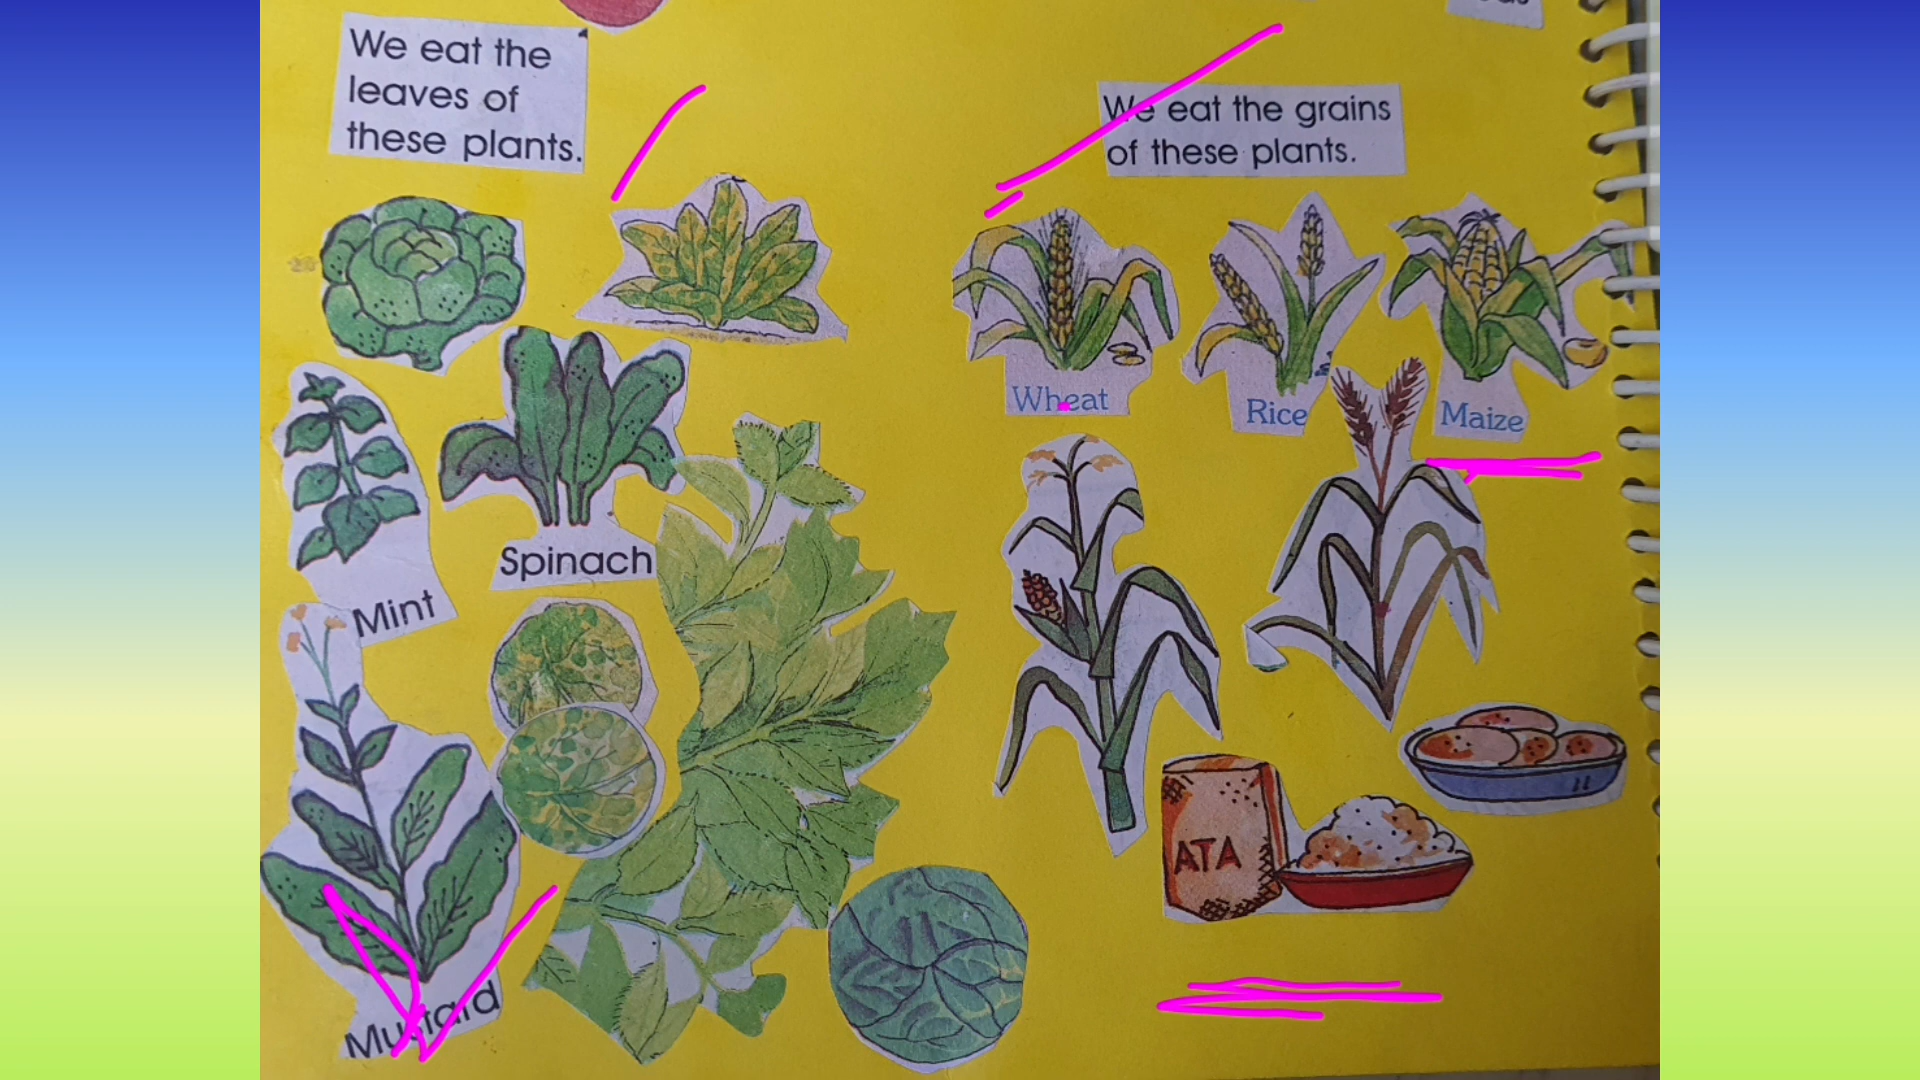 We eat the
leaves of
these plants.
We eat the grains
of these plants.
Wheat
Rice
Maize
Spinach
Mint
ATA
Mustard